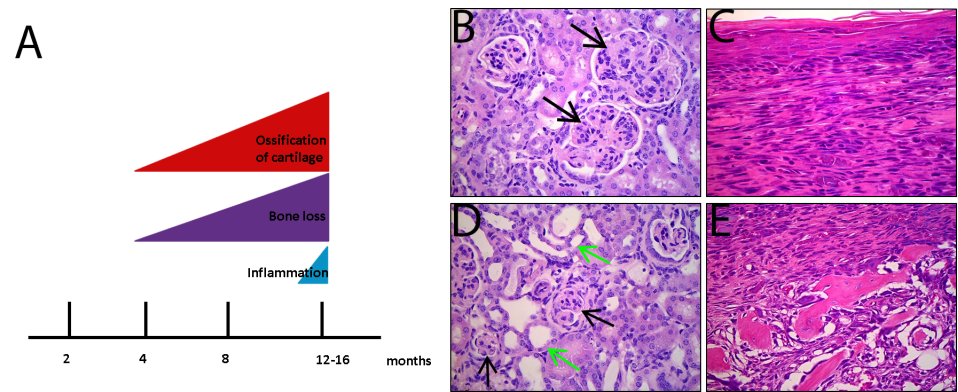 A
Ossification
of cartilage
Bone loss
Inflammation
2
4
8
12-16
months
B
C
D
E